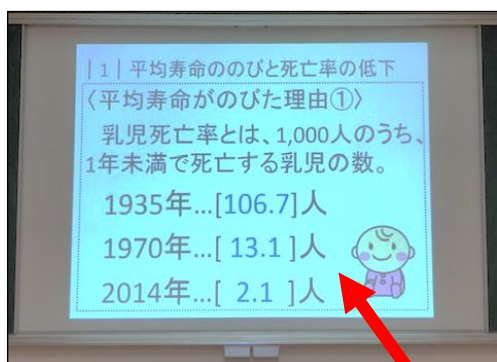 |1| 平均寿命ののびと死亡率の低下
〈平均寿命がのびた理由①〉
乳児死亡率とは、1,000人のうち、
1年未満で死亡する乳児の数。
1935年…[106.7]人
1970年…[ 13.1 ]人
2014年…[ 2.1 ]人